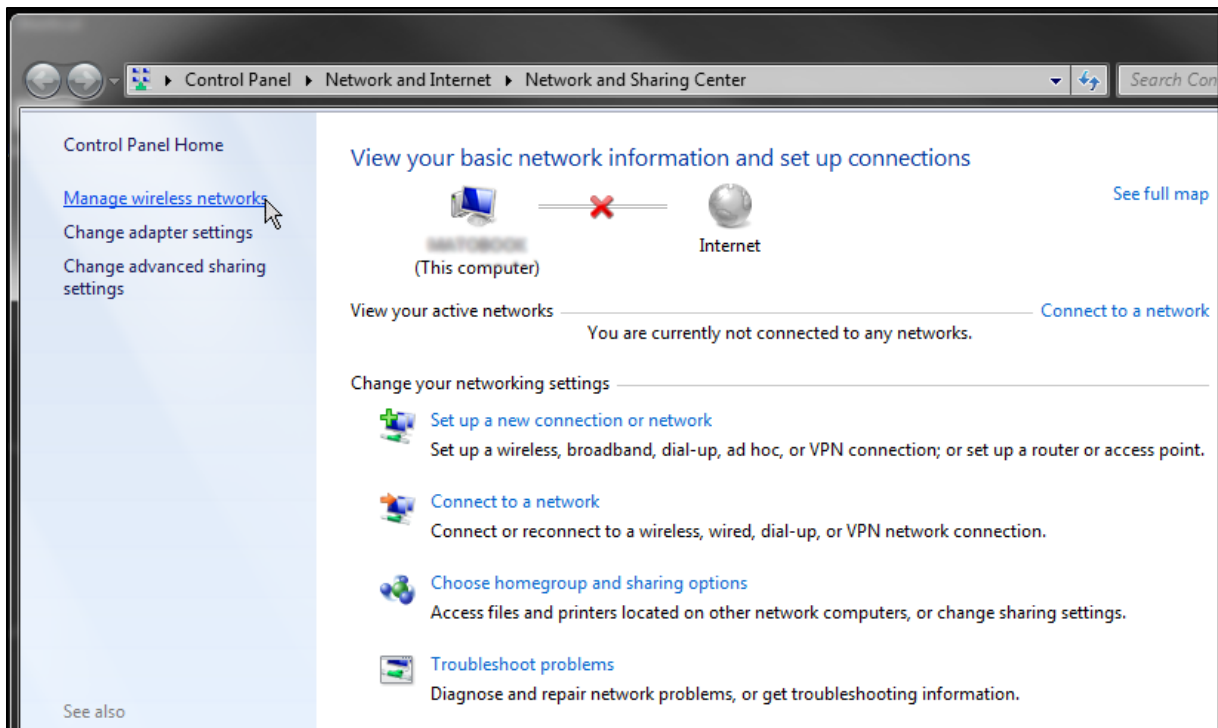 Control Panel
Network and Internet
Network and Sharing Center
Search Con
Control Panel Home
Manage wireless networks
Change adapter settings
Change advanced sharing
settings
See also
View your basic network information and set up connections
See full map
(This computer)
Internet
View your active networks
Connect to a network
You are currently not connected to any networks.
Change your networking settings
Set up a new connection or network
Set up a wireless, broadband, dial-up, ad hoc, or VPN connection; or set up a router or access point.
Connect to a network
Connect or reconnect to a wireless, wired, dial-up, or VPN network connection.
Choose homegroup and sharing options
Access files and printers located on other network computers, or change sharing settings.
Troubleshoot problems
Diagnose and repair network problems, or get troubleshooting information.